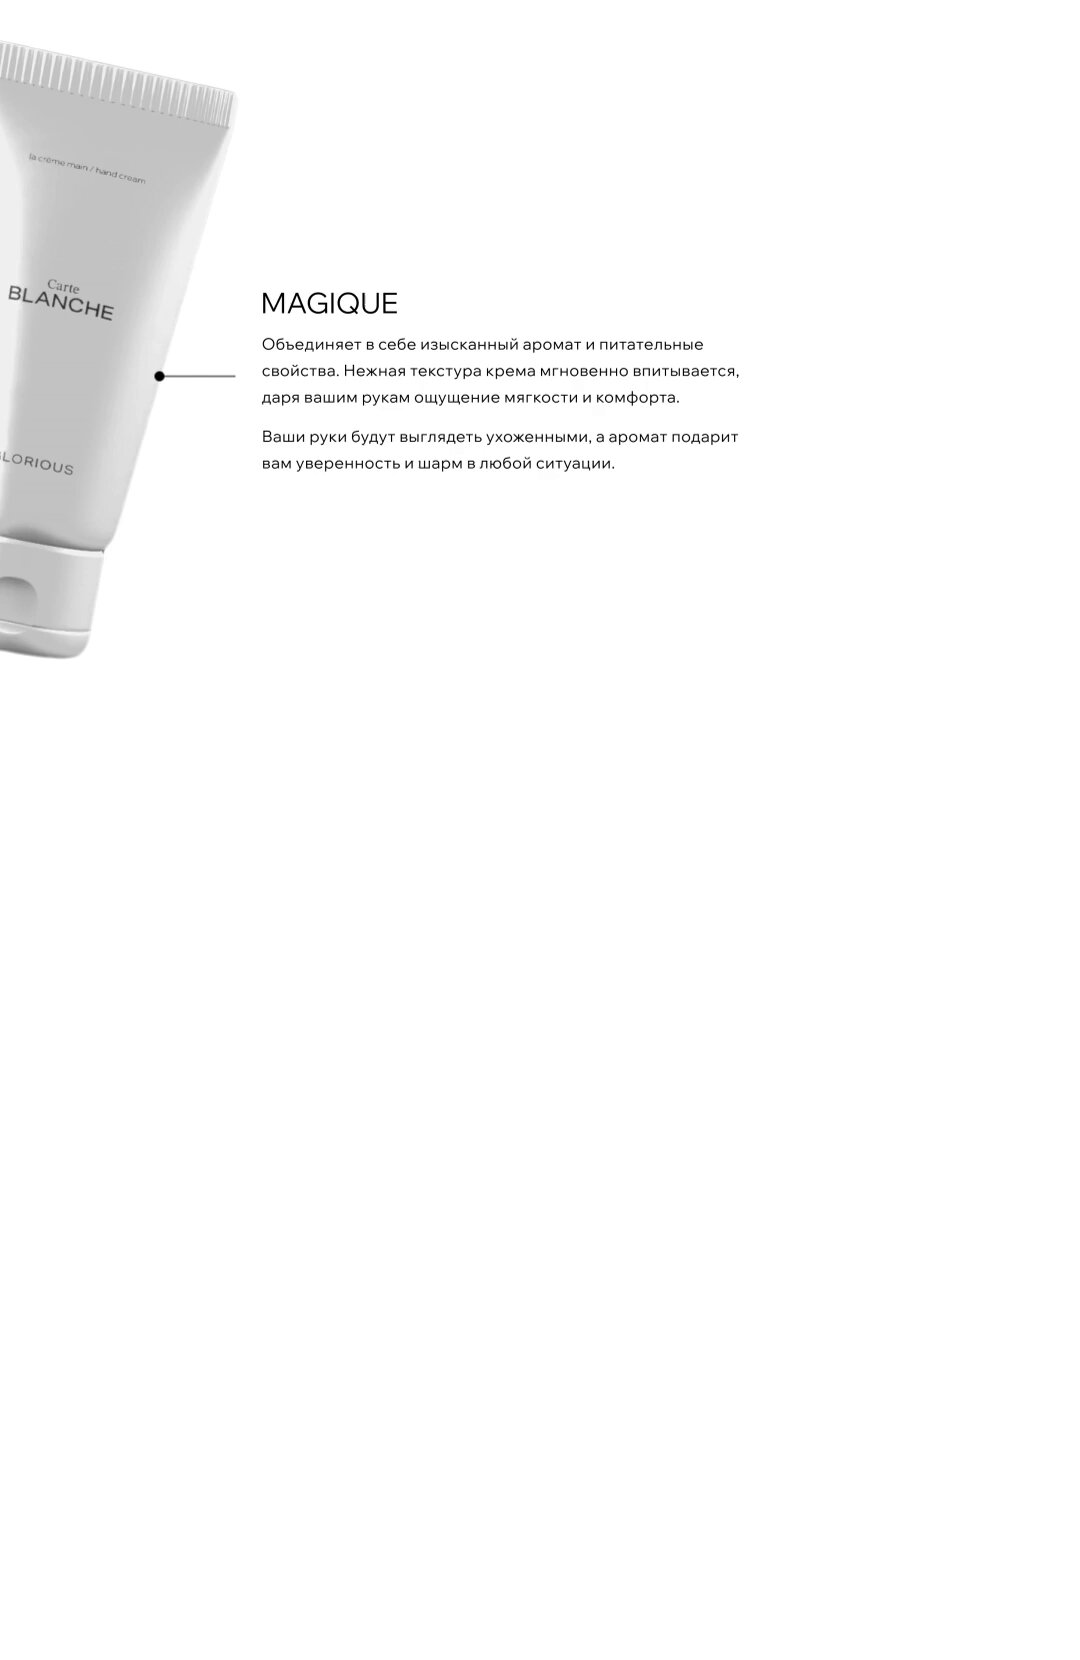 la crème main / hand cream
Carte
BLANCHE
MAGIQUE
Объединяет в себе изысканный аромат и питательные
свойства. Нежная текстура крема мгновенно впитывается,
даря вашим рукам ощущение мягкости и комфорта.
Ваши руки будут выглядеть ухоженными, а аромат подарит
вам уверенность и шарм в любой ситуации.
GLORIOUS